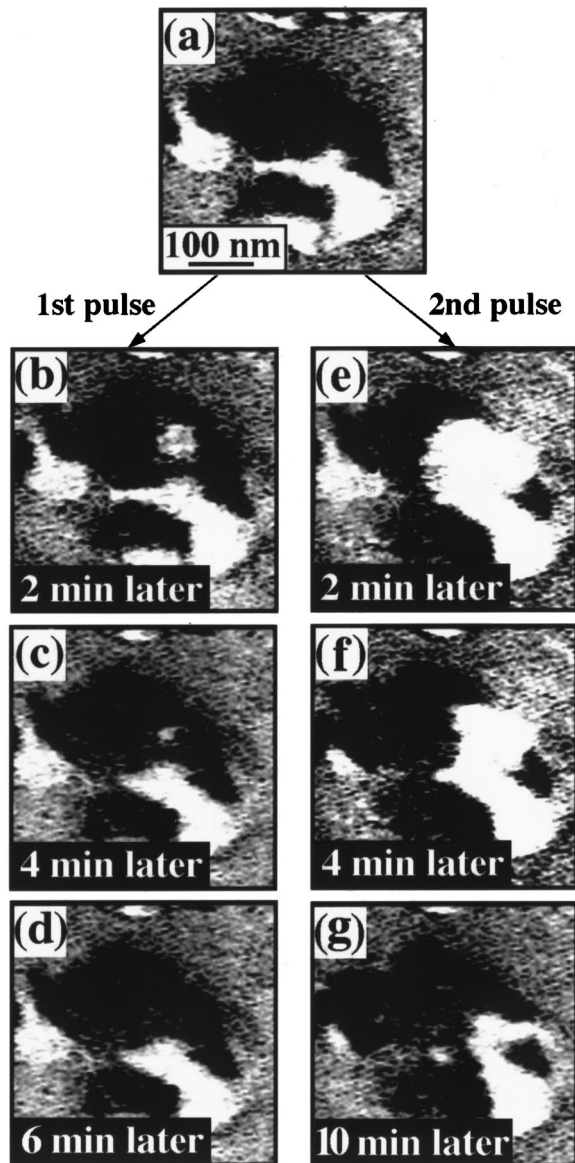 (a)
100 nm
1st pulse
2nd pulse
(b)
2 min later
(e)
2 min later
(c)
4 min later
(f)
4 min later
(d)
6 min later
(g)
10 min later